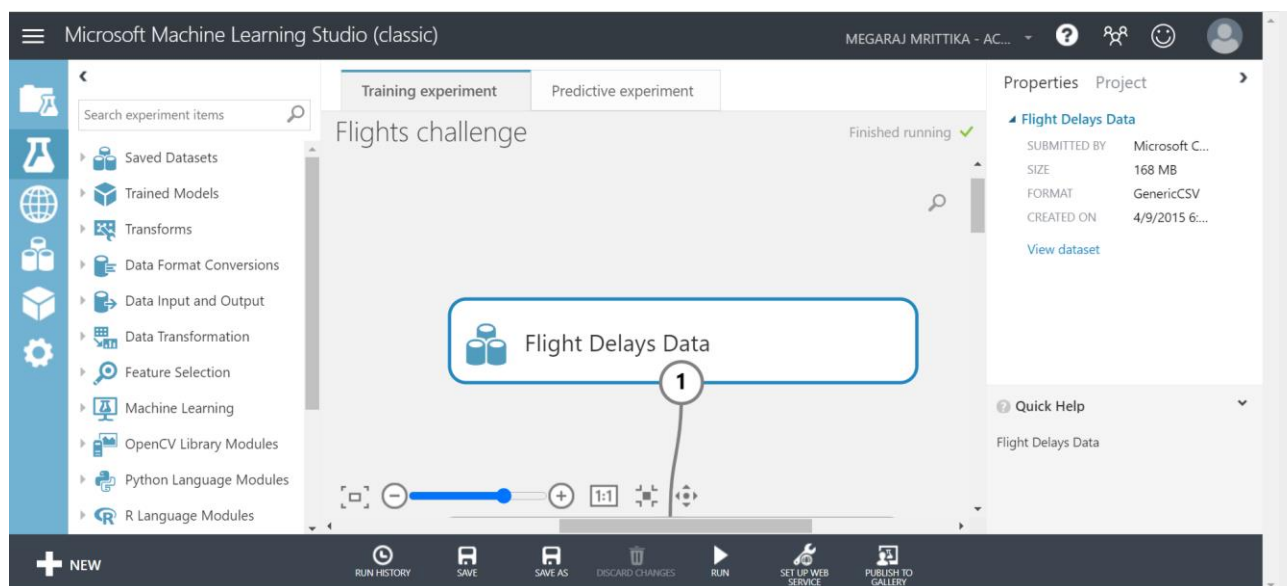 Microsoft Machine Learning Studio (classic)
MEGARAJ MRITTIKA - AC...
?
Search experiment items
Saved Datasets
Trained Models
Transforms
Data Format Conversions
Data Input and Output
Data Transformation
Feature Selection
Machine Learning
OpenCV Library Modules
Python Language Modules
R Language Modules
Training experiment
Predictive experiment
Flights challenge
Finished running
Flight Delays Data
1
1:1
Properties Project
Flight Delays Data
SUBMITTED BY Microsoft C...
SIZE 168 MB
FORMAT GenericCSV
CREATED ON 4/9/2015 6:...
View dataset
? Quick Help
Flight Delays Data
NEW
RUN HISTORY
SAVE
SAVE AS
DISCARD CHANGES
RUN
SET UP WEB
SERVICE
PUBLISH TO
GALLERY